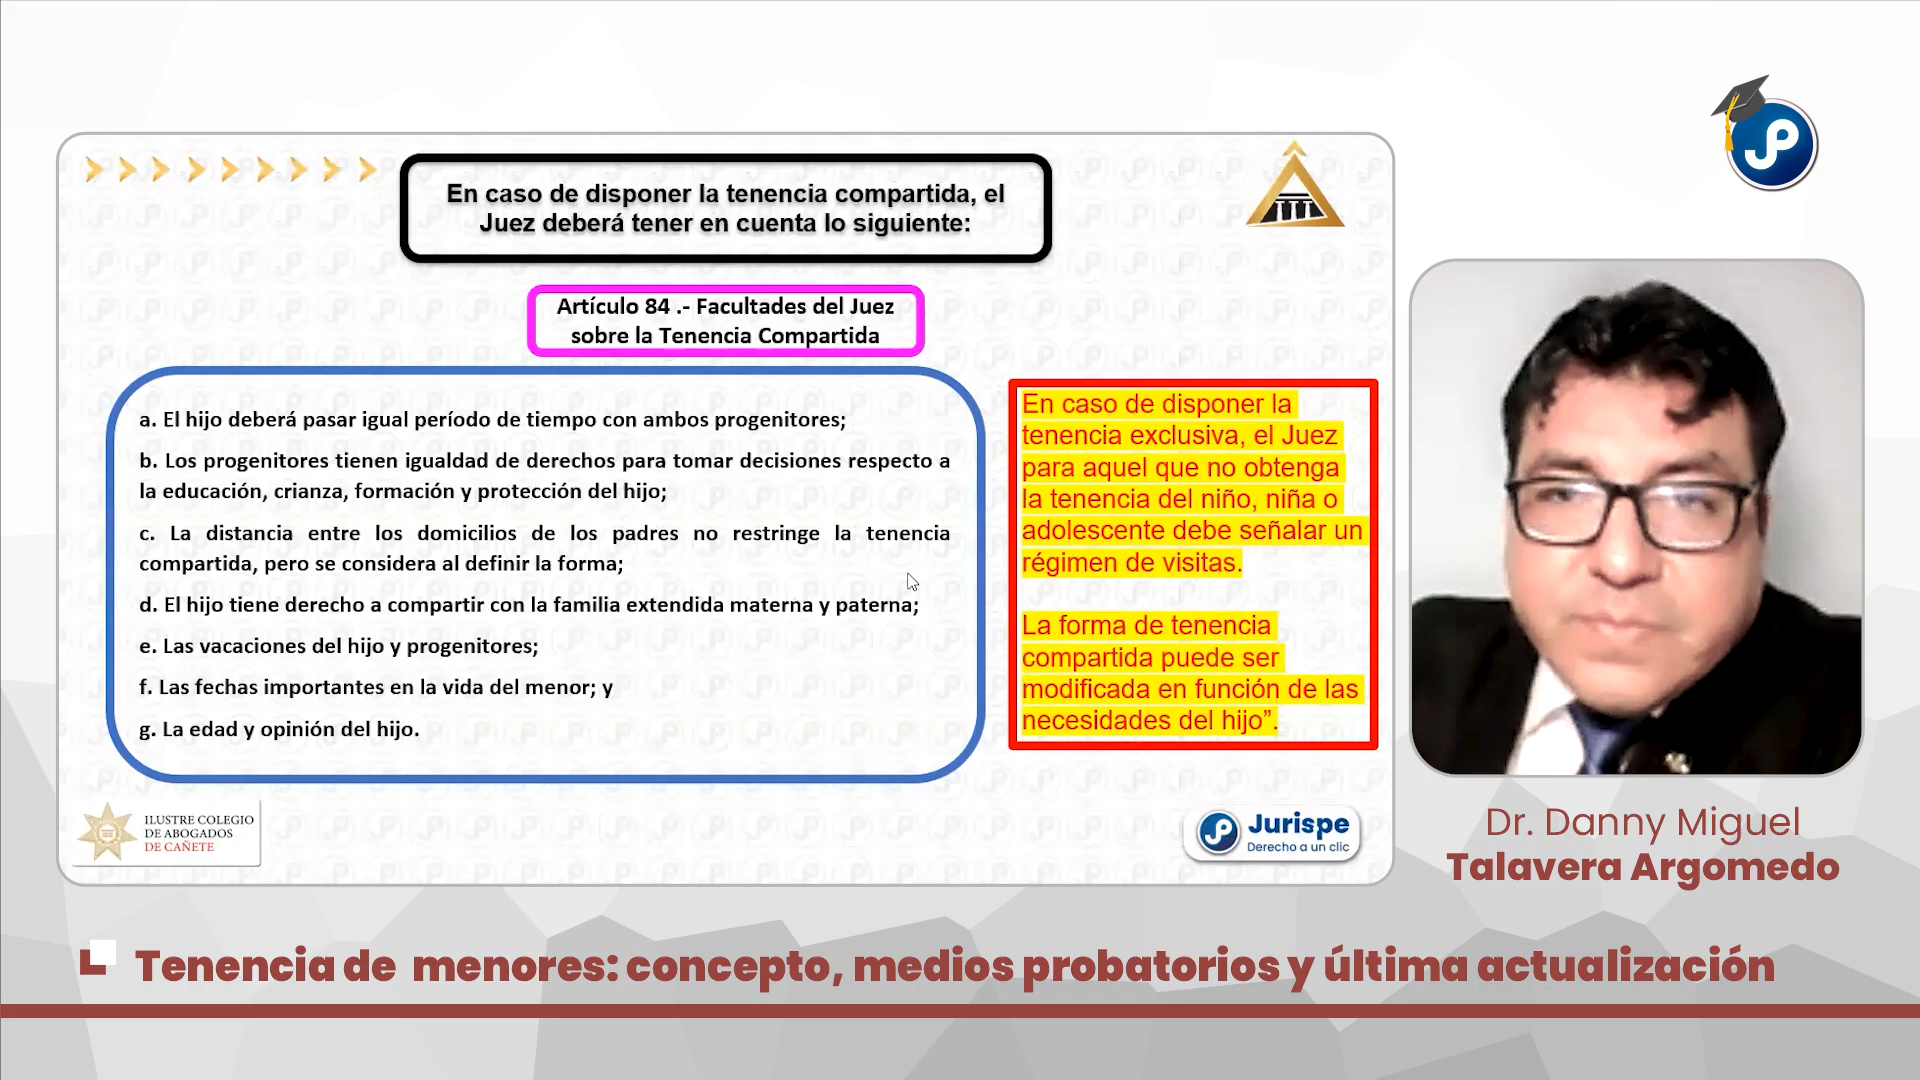 En caso de disponer la tenencia compartida, el
Juez deberá tener en cuenta lo siguiente:
Artículo 84 .- Facultades del Juez
sobre la Tenencia Compartida
a. El hijo deberá pasar igual período de tiempo con ambos progenitores;
b. Los progenitores tienen igualdad de derechos para tomar decisiones respecto a
la educación, crianza, formación y protección del hijo;
c. La distancia entre los domicilios de los padres no restringe la tenencia
compartida, pero se considera al definir la forma;
d. El hijo tiene derecho a compartir con la familia extendida materna y paterna;
e. Las vacaciones del hijo y progenitores;
f. Las fechas importantes en la vida del menor; y
g. La edad y opinión del hijo.
En caso de disponer la
tenencia exclusiva, el Juez
para aquel que no obtenga
la tenencia del niño, niña o
adolescente debe señalar un
régimen de visitas.
La forma de tenencia
compartida puede ser
modificada en función de las
necesidades del hijo”.
ILUSTRE COLEGIO
DE ABOGADOS
DE CAÑETE
JP
Jurispe
Derecho a un clic
JP
Dr. Danny Miguel
Talavera Argomedo
Tenencia de menores: concepto, medios probatorios y última actualización